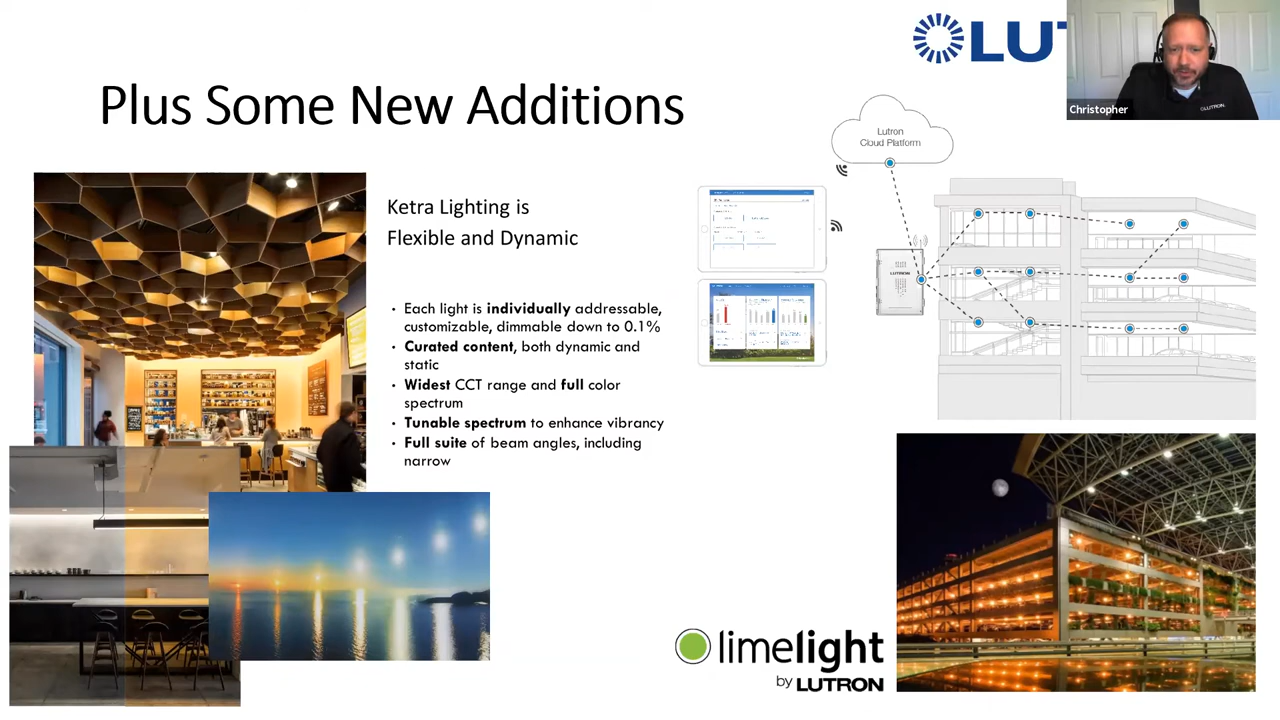 LUT
Christopher
LUTRON
Plus Some New Additions
Lutron
Cloud Platform
LUTRON
Ketra Lighting is
Flexible and Dynamic
• Each light is individually addressable,
customizable, dimmable down to 0.1%
• Curated content, both dynamic and
static
• Widest CCT range and full color
spectrum
• Tunable spectrum to enhance vibrancy
• Full suite of beam angles, including
narrow
limelight
by LUTRON